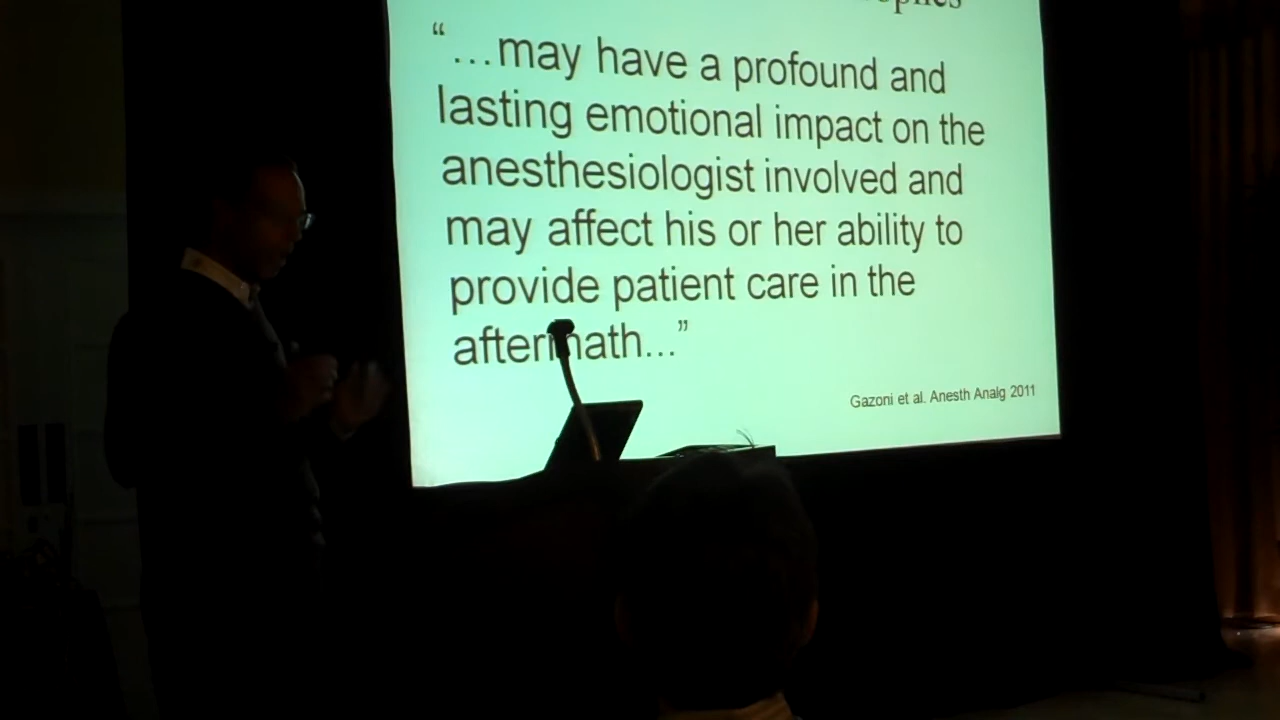 “…may have a profound and
lasting emotional impact on the
anesthesiologist involved and
may affect his or her ability to
provide patient care in the
aftermath...”
Gazoni et al. Anesth Analg 2011